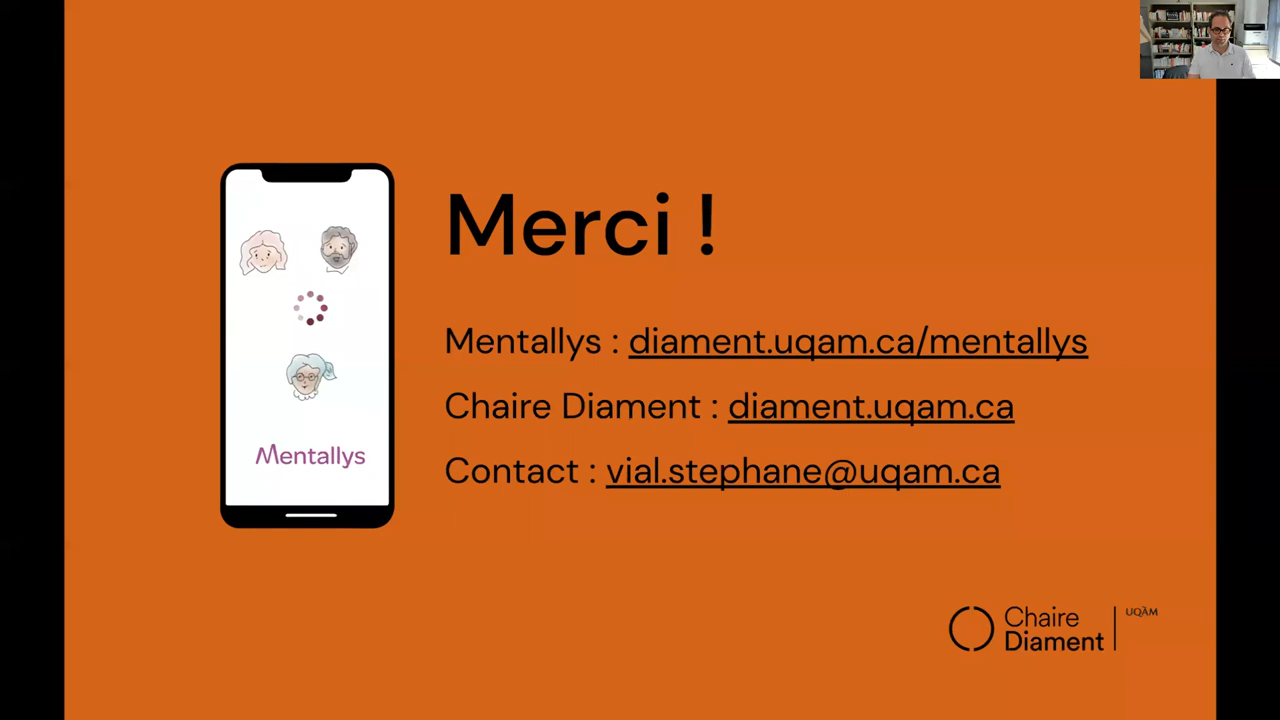 Merci !
Mentallys : diament.uqam.ca/mentallys
Chaire Diament : diament.uqam.ca
Contact : vial.stephane@uqam.ca
Mentallys
Chaire
Diament
UQÀM